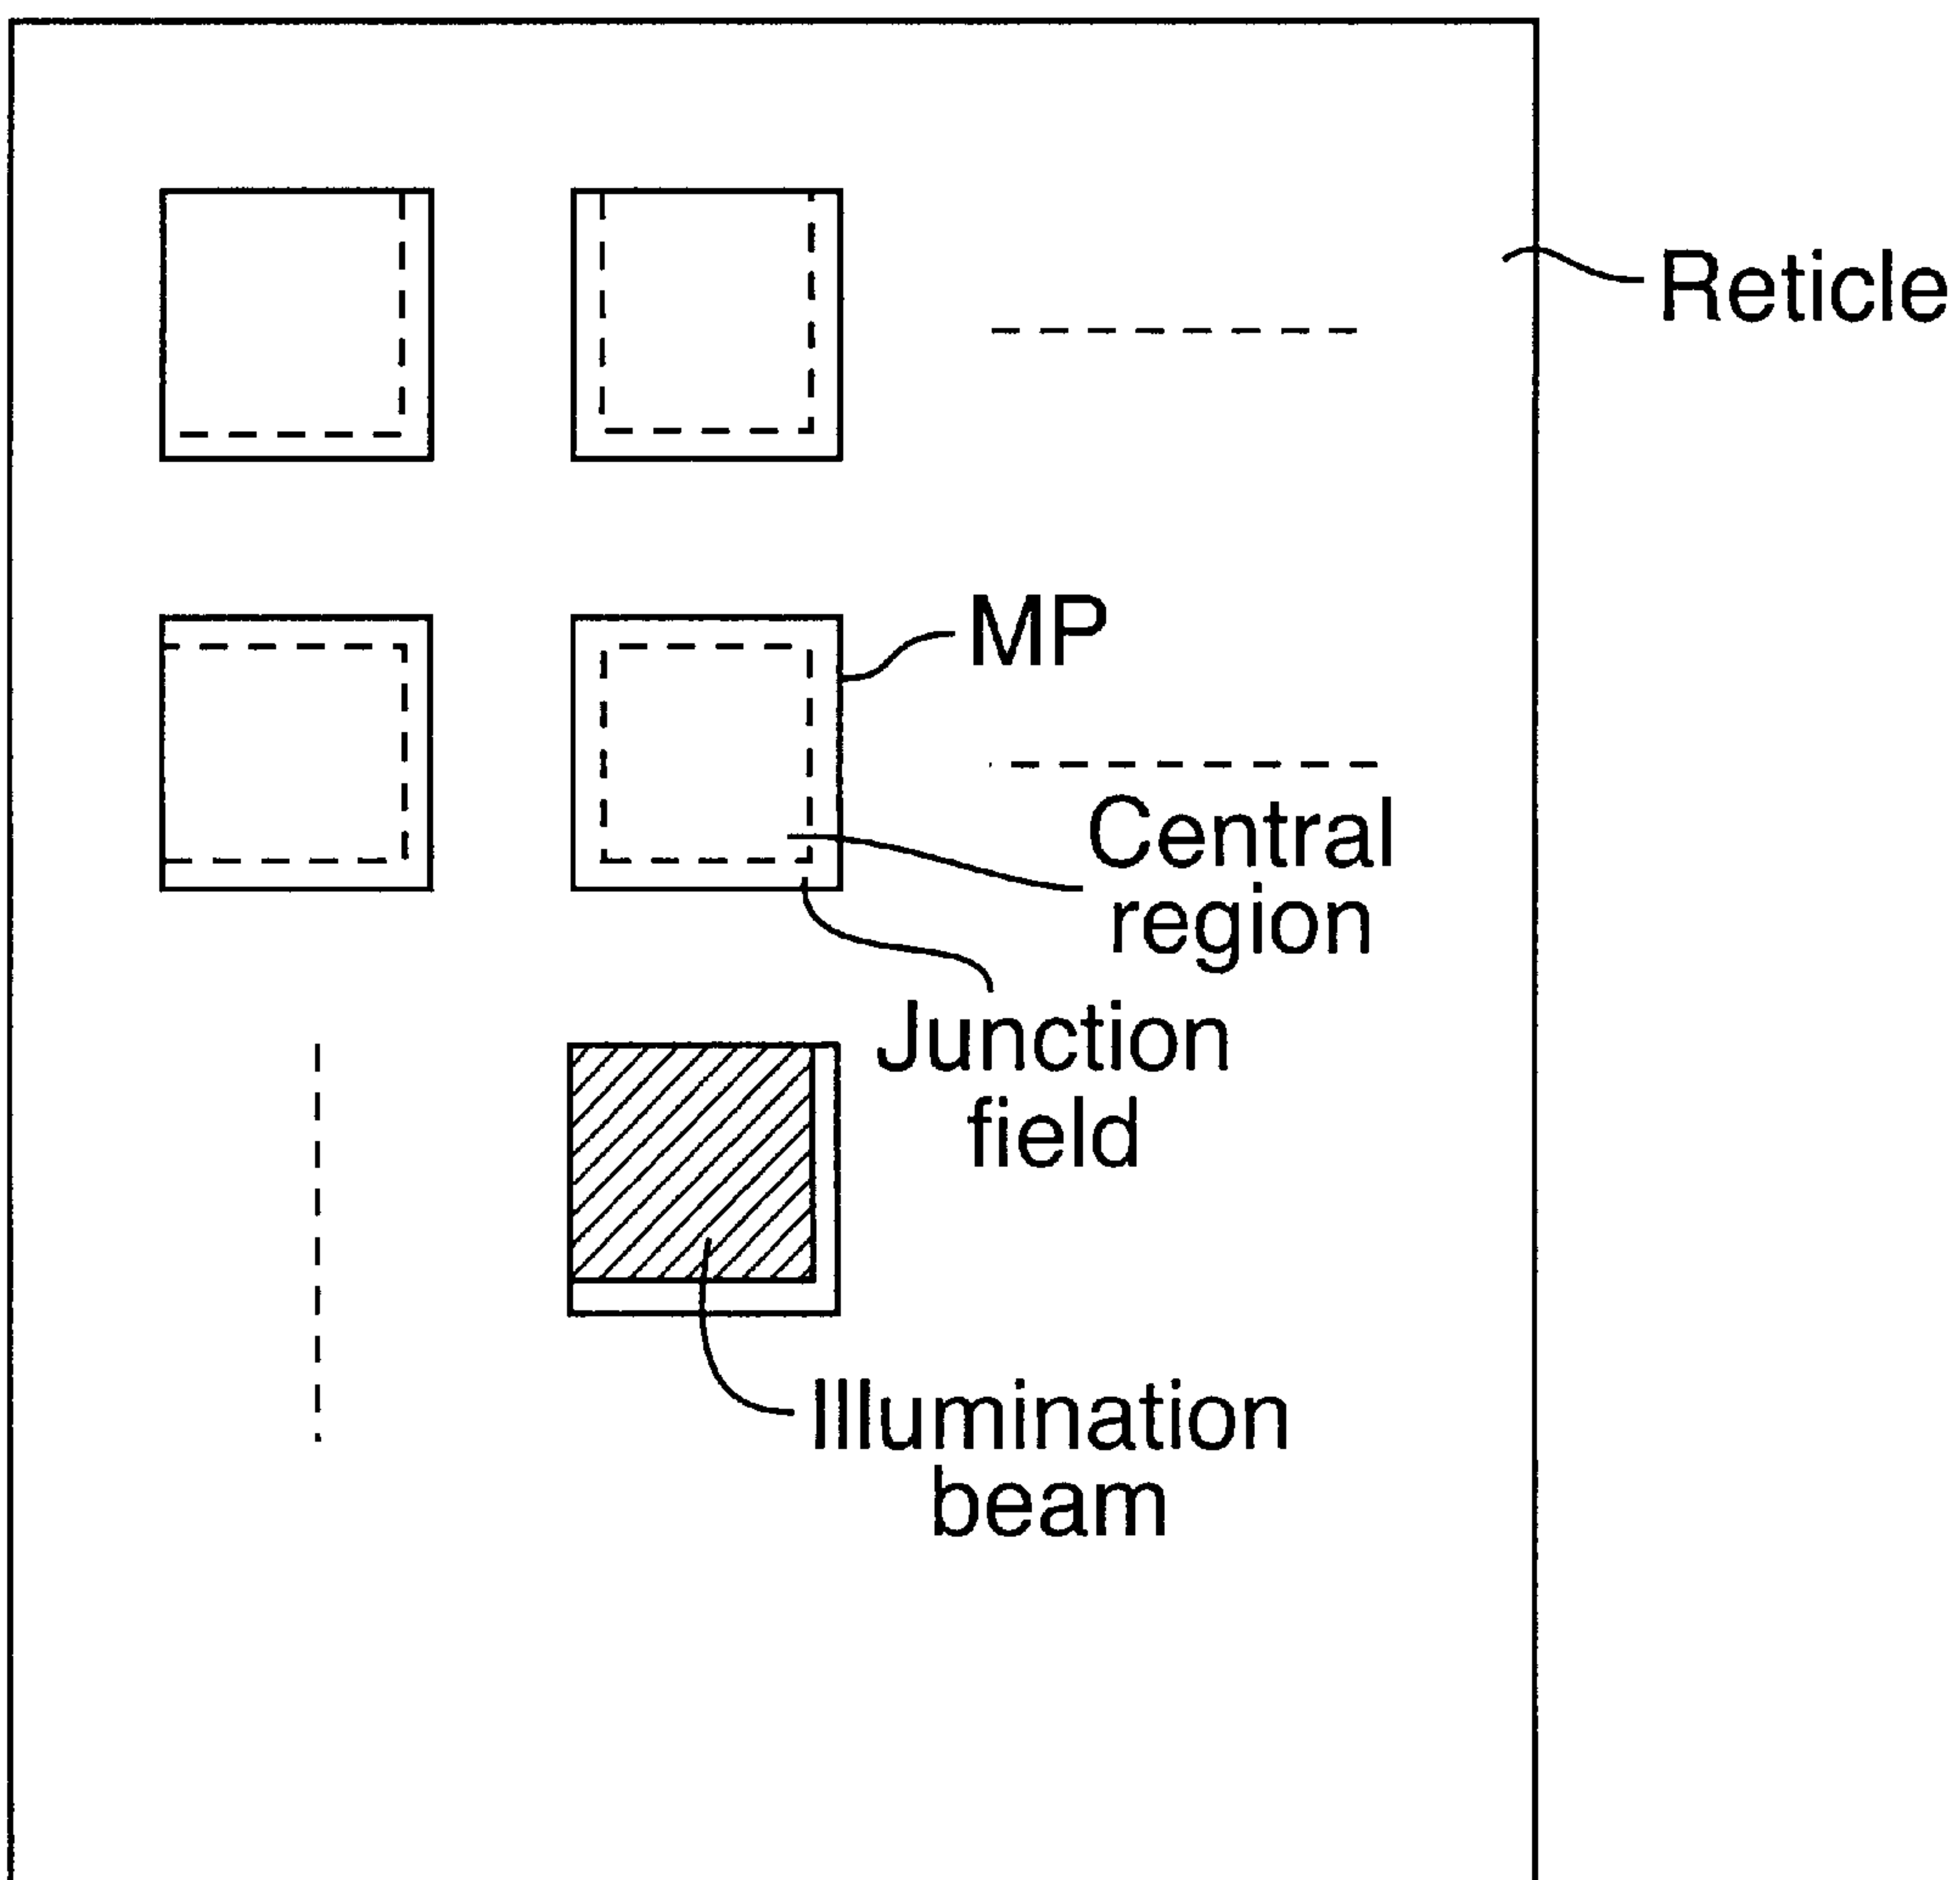 Reticle
MP
Central
region
Junction
field
Illumination
beam